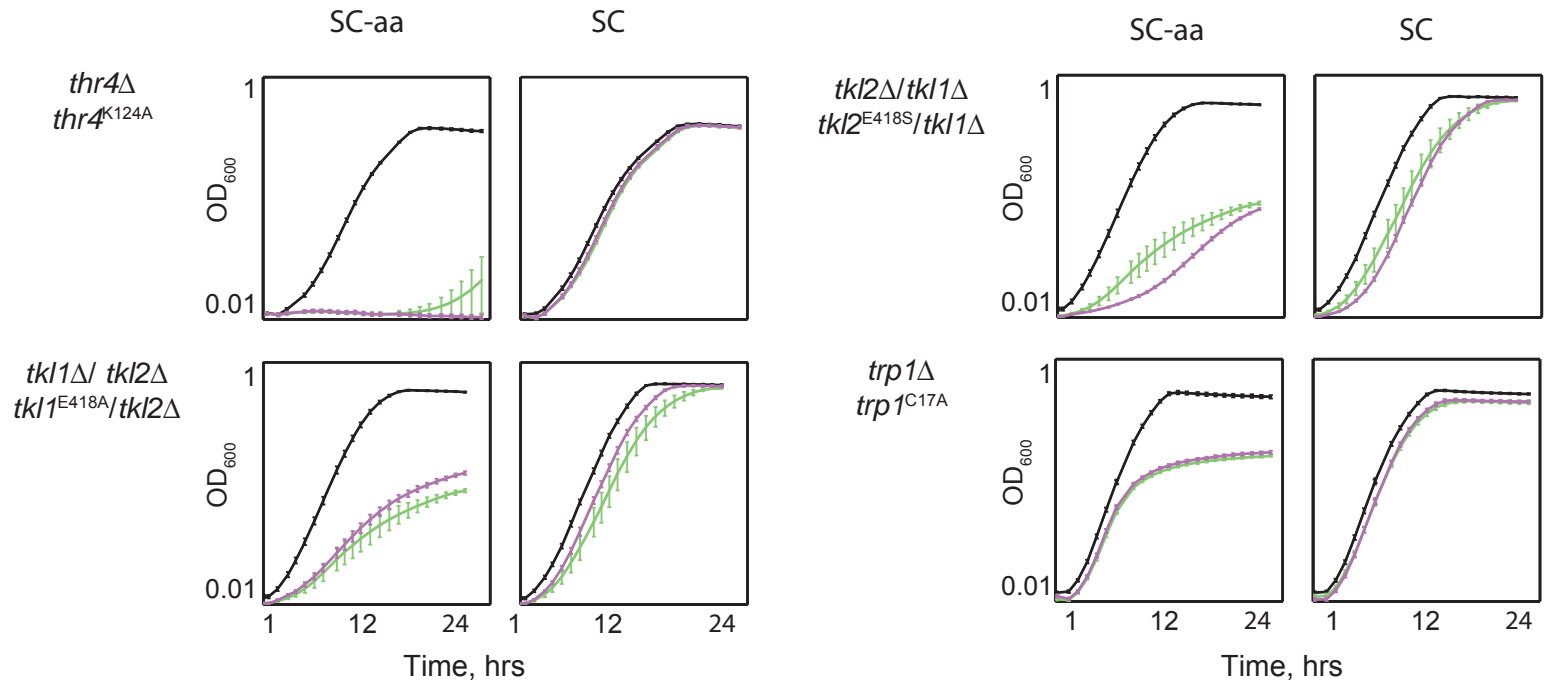 SC-aa
SC
thr4Δ
thr4K124A
1
OD600
0.01
tkl1Δ/ tkl2Δ
tkl1E418A/tkl2Δ
1
OD600
0.01
1
12
24
1
12
24
Time, hrs
SC-aa
SC
tkl2Δ/tkl1Δ
tkl2E418S/tkl1Δ
1
OD600
0.01
trp1Δ
trp1C17A
1
OD600
0.01
1
12
24
1
12
24
Time, hrs